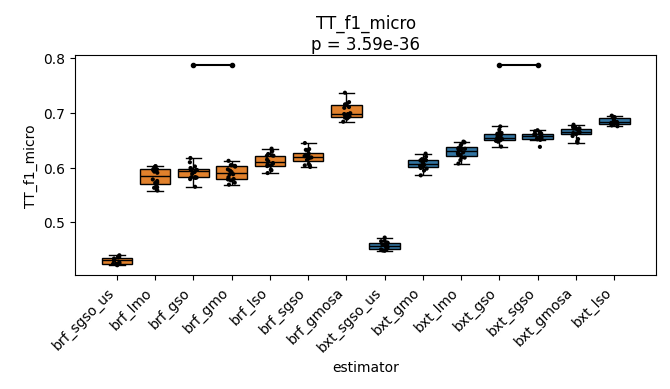 TT_f1_micro
p = 3.59e-36
TT_f1_micro
0.8
0.7
0.6
0.5
brf_sgso_us
brf_lmo
brf_gso
brf_gmo
brf_lso
brf_sgso
brf_gmosa
bxt_sgso_us
bxt_gmo
bxt_lmo
bxt_gso
bxt_sgso
bxt_gmosa
bxt_lso
estimator